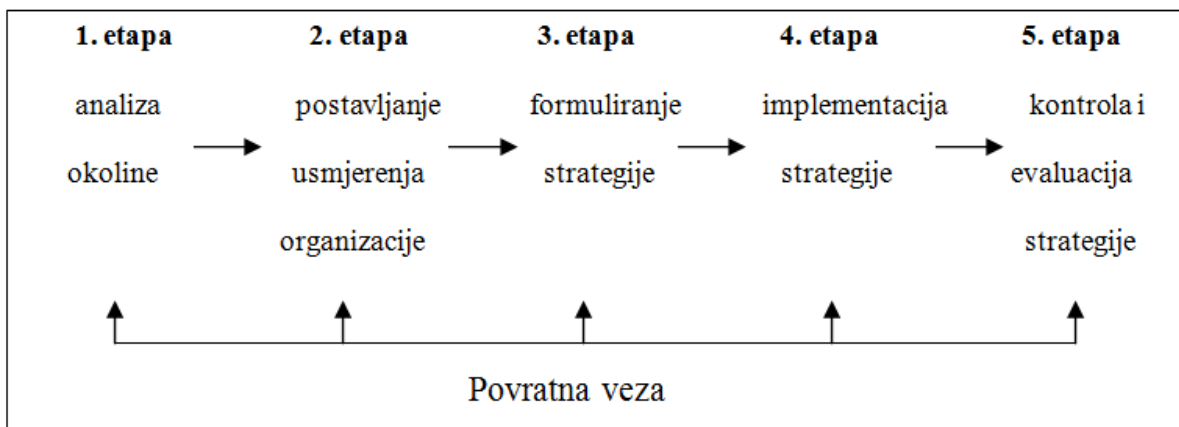 1. etapa 2. etapa 3. etapa 4. etapa 5. etapa
analiza postavljanje formuliranje implementacija kontrola i
okoline usmjerenja strategije strategije evaluacija
organizacije strategije
Povratna veza